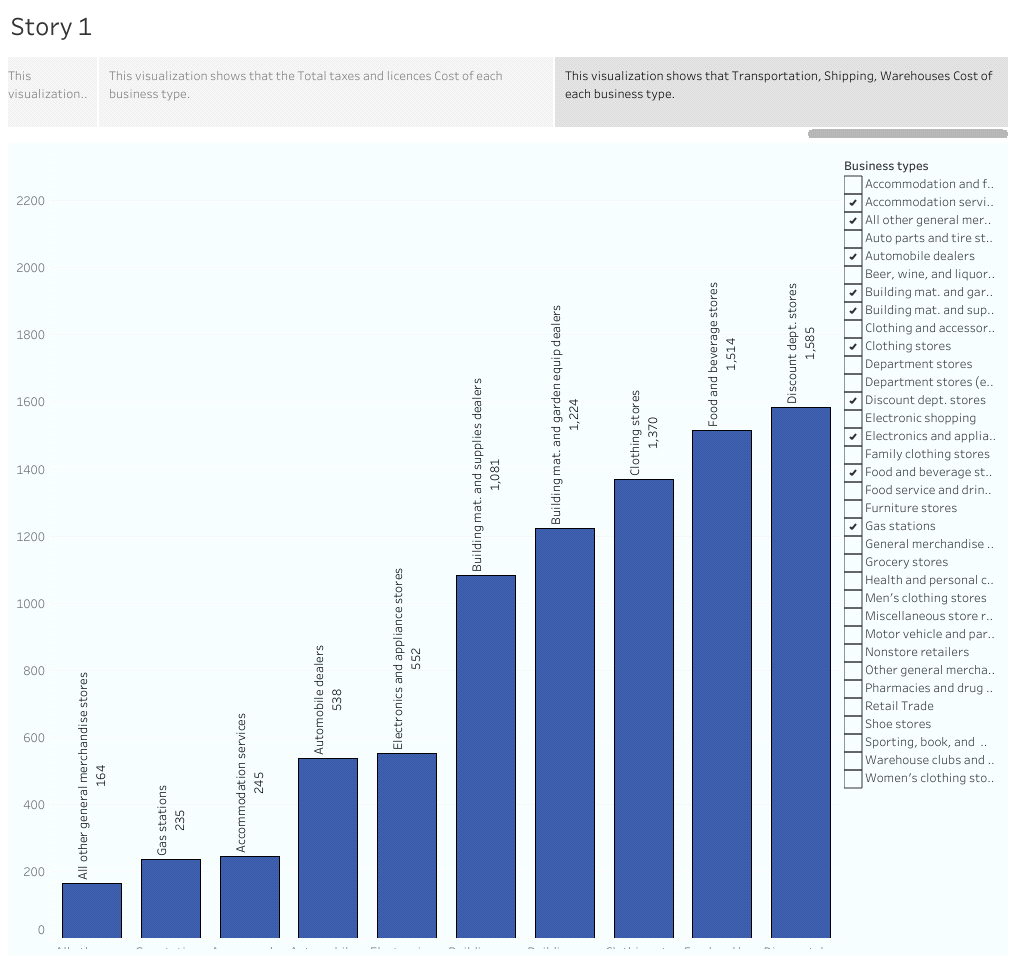 Story 1
This
visualization..
This visualization shows that the Total taxes and licences Cost of each
business type.
This visualization shows that Transportation, Shipping, Warehouses Cost of
each business type.
2200
2000
1800
1600
1400
1200
1000
800
600
400
200
0
All other general merchandise stores
164
Gas stations
235
Accommodation services
245
Automobile dealers
538
Electronics and appliance stores
552
Building mat. and supplies dealers
1,081
Building mat. and garden equip dealers
1,224
Clothing stores
1,370
Food and beverage stores
1,514
Discount dept. stores
1,585
Business types
Accommodation and f..
Accommodation servi..
All other general mer..
Auto parts and tire st..
Automobile dealers
Beer, wine, and liquor..
Building mat. and gar..
Building mat. and sup..
Clothing and accessor..
Clothing stores
Department stores
Department stores (e..
Discount dept. stores
Electronic shopping
Electronics and applia..
Family clothing stores
Food and beverage st..
Food service and drin..
Furniture stores
Gas stations
General merchandise ..
Grocery stores
Health and personal c..
Men's clothing stores
Miscellaneous store r..
Motor vehicle and par..
Nonstore retailers
Other general mercha..
Pharmacies and drug ..
Retail Trade
Shoe stores
Sporting, book, and ..
Warehouse clubs and ..
Women's clothing sto..